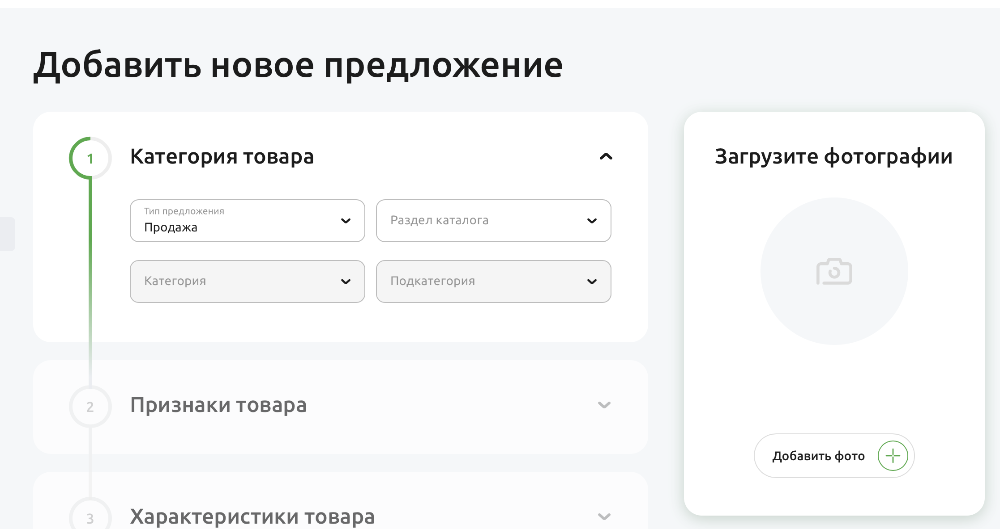 Добавить новое предложение
1
Категория товара
Тип предложения
Продажа
Раздел каталога
Категория
Подкатегория
2
Признаки товара
3
Характеристики товара
Загрузите фотографии
Добавить фото